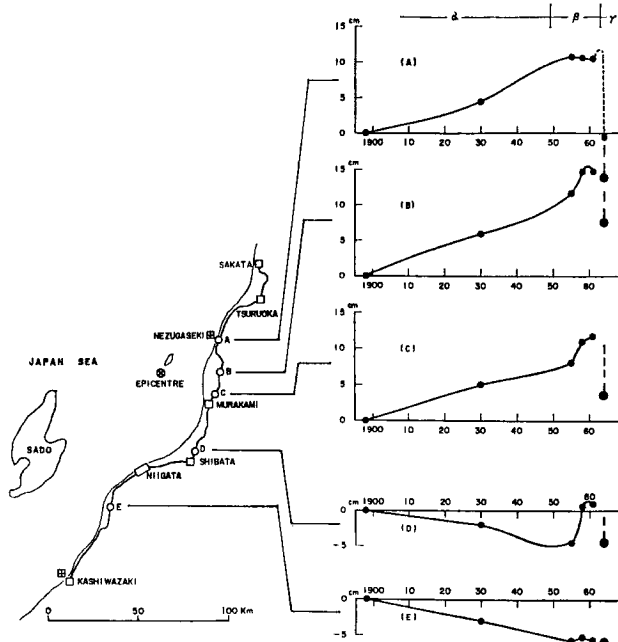 α β γ
cm
15
10
5
0
(A)
1900 10 20 30 40 50 60
cm
15
10
5
0
(B)
1900 10 20 30 40 50 60
cm
15
10
5
0
(C)
1900 10 20 30 40 50 60
5
0
-5
1900 10 20 30 40 50 60
(D)
0
-5
1900 10 20 30 40 50 60
(E)
SAKATA
TSURUOKA
NEZUGASEKI
A
JAPAN SEA
EPICENTRE
B
C
MURAKAMI
SADO
D
SHIBATA
NIIGATA
E
KASHIWAZAKI
0 50 100 Km